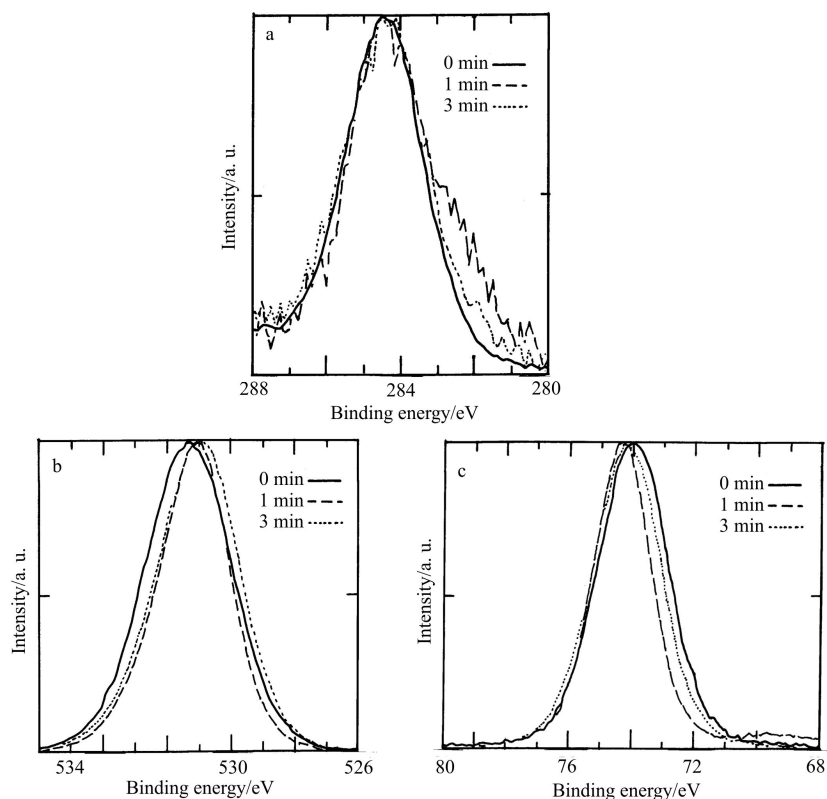 a
0 min
1 min
3 min
Intensity/a. u.
288 284 280
Binding energy/eV
b
0 min
1 min
3 min
Intensity/a. u.
534 530 526
Binding energy/eV
c
0 min
1 min
3 min
Intensity/a. u.
80 76 72 68
Binding energy/eV